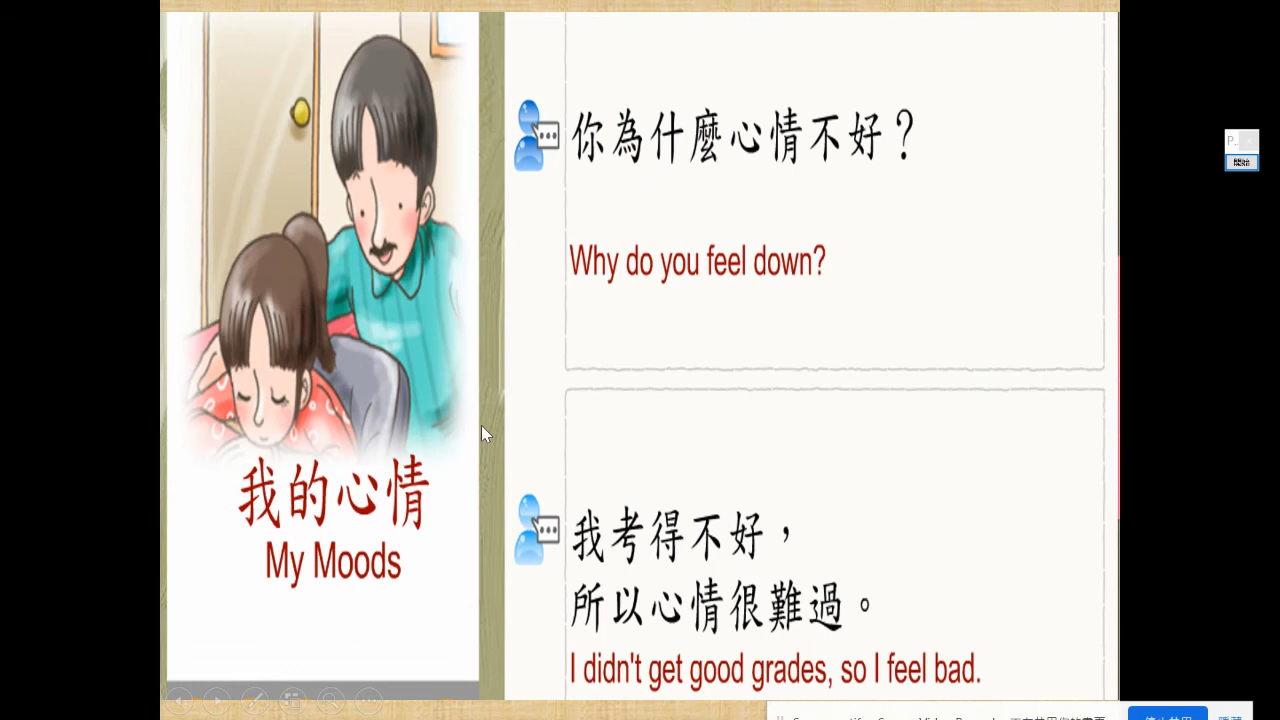 你為什麼心情不好？
Why do you feel down?
我的心情
My Moods
我考得不好，
所以心情很難過。
I didn't get good grades, so I feel bad.
開始